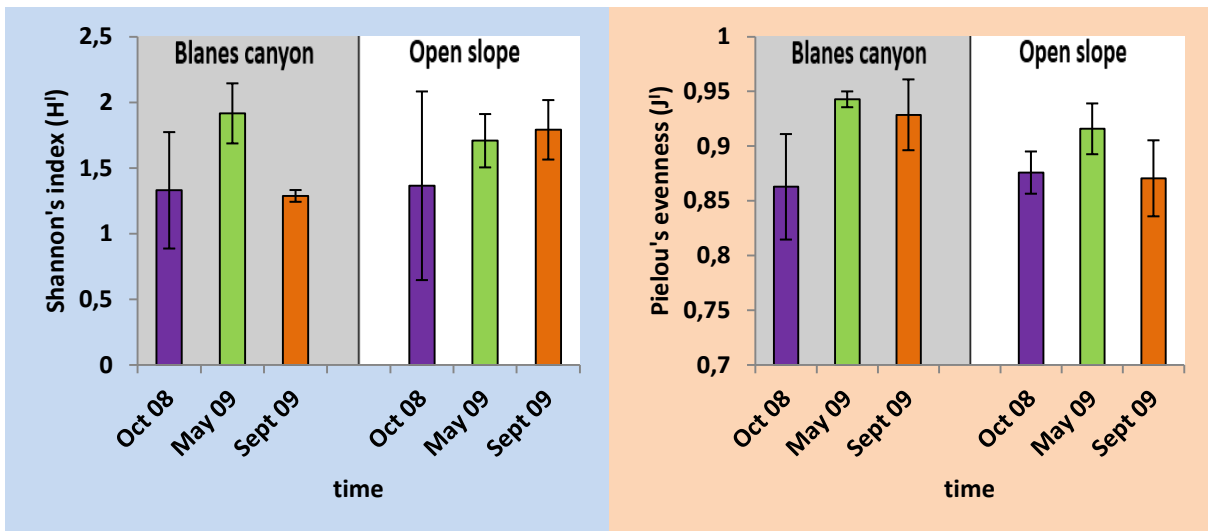 Shannon's index (Hᴵ)
2,5
2
1,5
1
0,5
0
Blanes canyon
Open slope
Oct 08
May 09
Sept 09
Oct 08
May 09
Sept 09
time
Pielou's evenness (Jᴵ)
1
0,95
0,9
0,85
0,8
0,75
0,7
Blanes canyon
Open slope
Oct 08
May 09
Sept 09
Oct 08
May 09
Sept 09
time